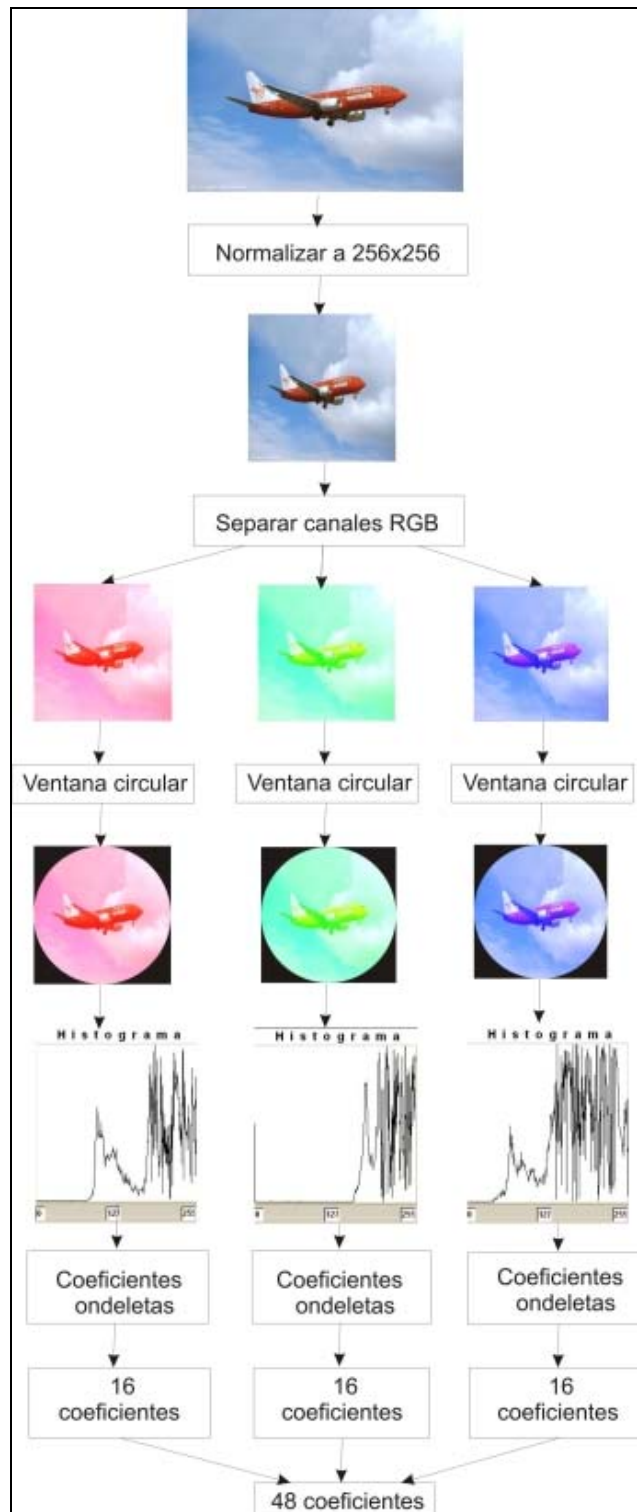 Normalizar a 256x256
Separar canales RGB
Ventana circular
Ventana circular
Ventana circular
Histograma
Histograma
Histograma
0 127 255
0 127 255
0 127 255
Coeficientes
ondeletas
Coeficientes
ondeletas
Coeficientes
ondeletas
16
coeficientes
16
coeficientes
16
coeficientes
48 coeficientes